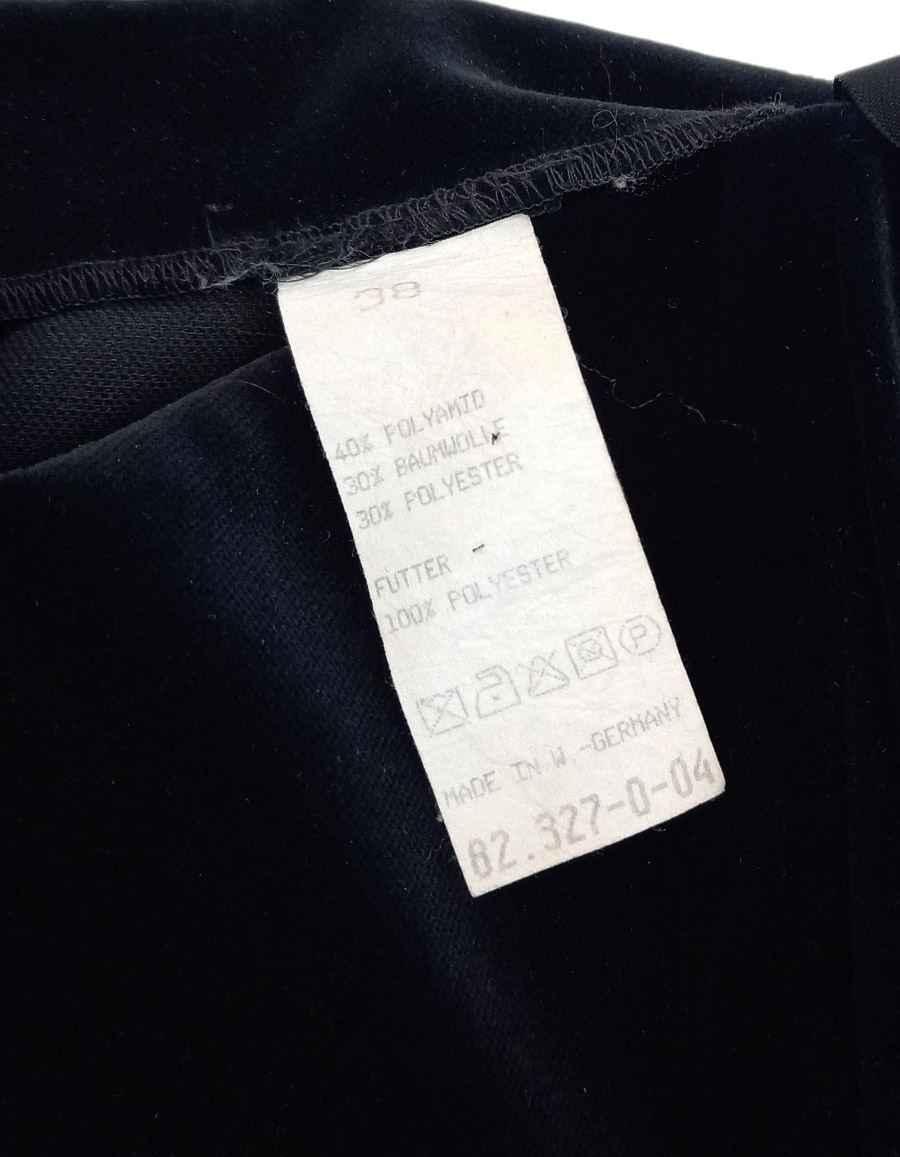 38
40% POLYAMID
30% BAUMWOLLE
30% POLYESTER
FUTTER -
100% POLYESTER
P
MADE IN W.-GERMANY
82.327-0-04